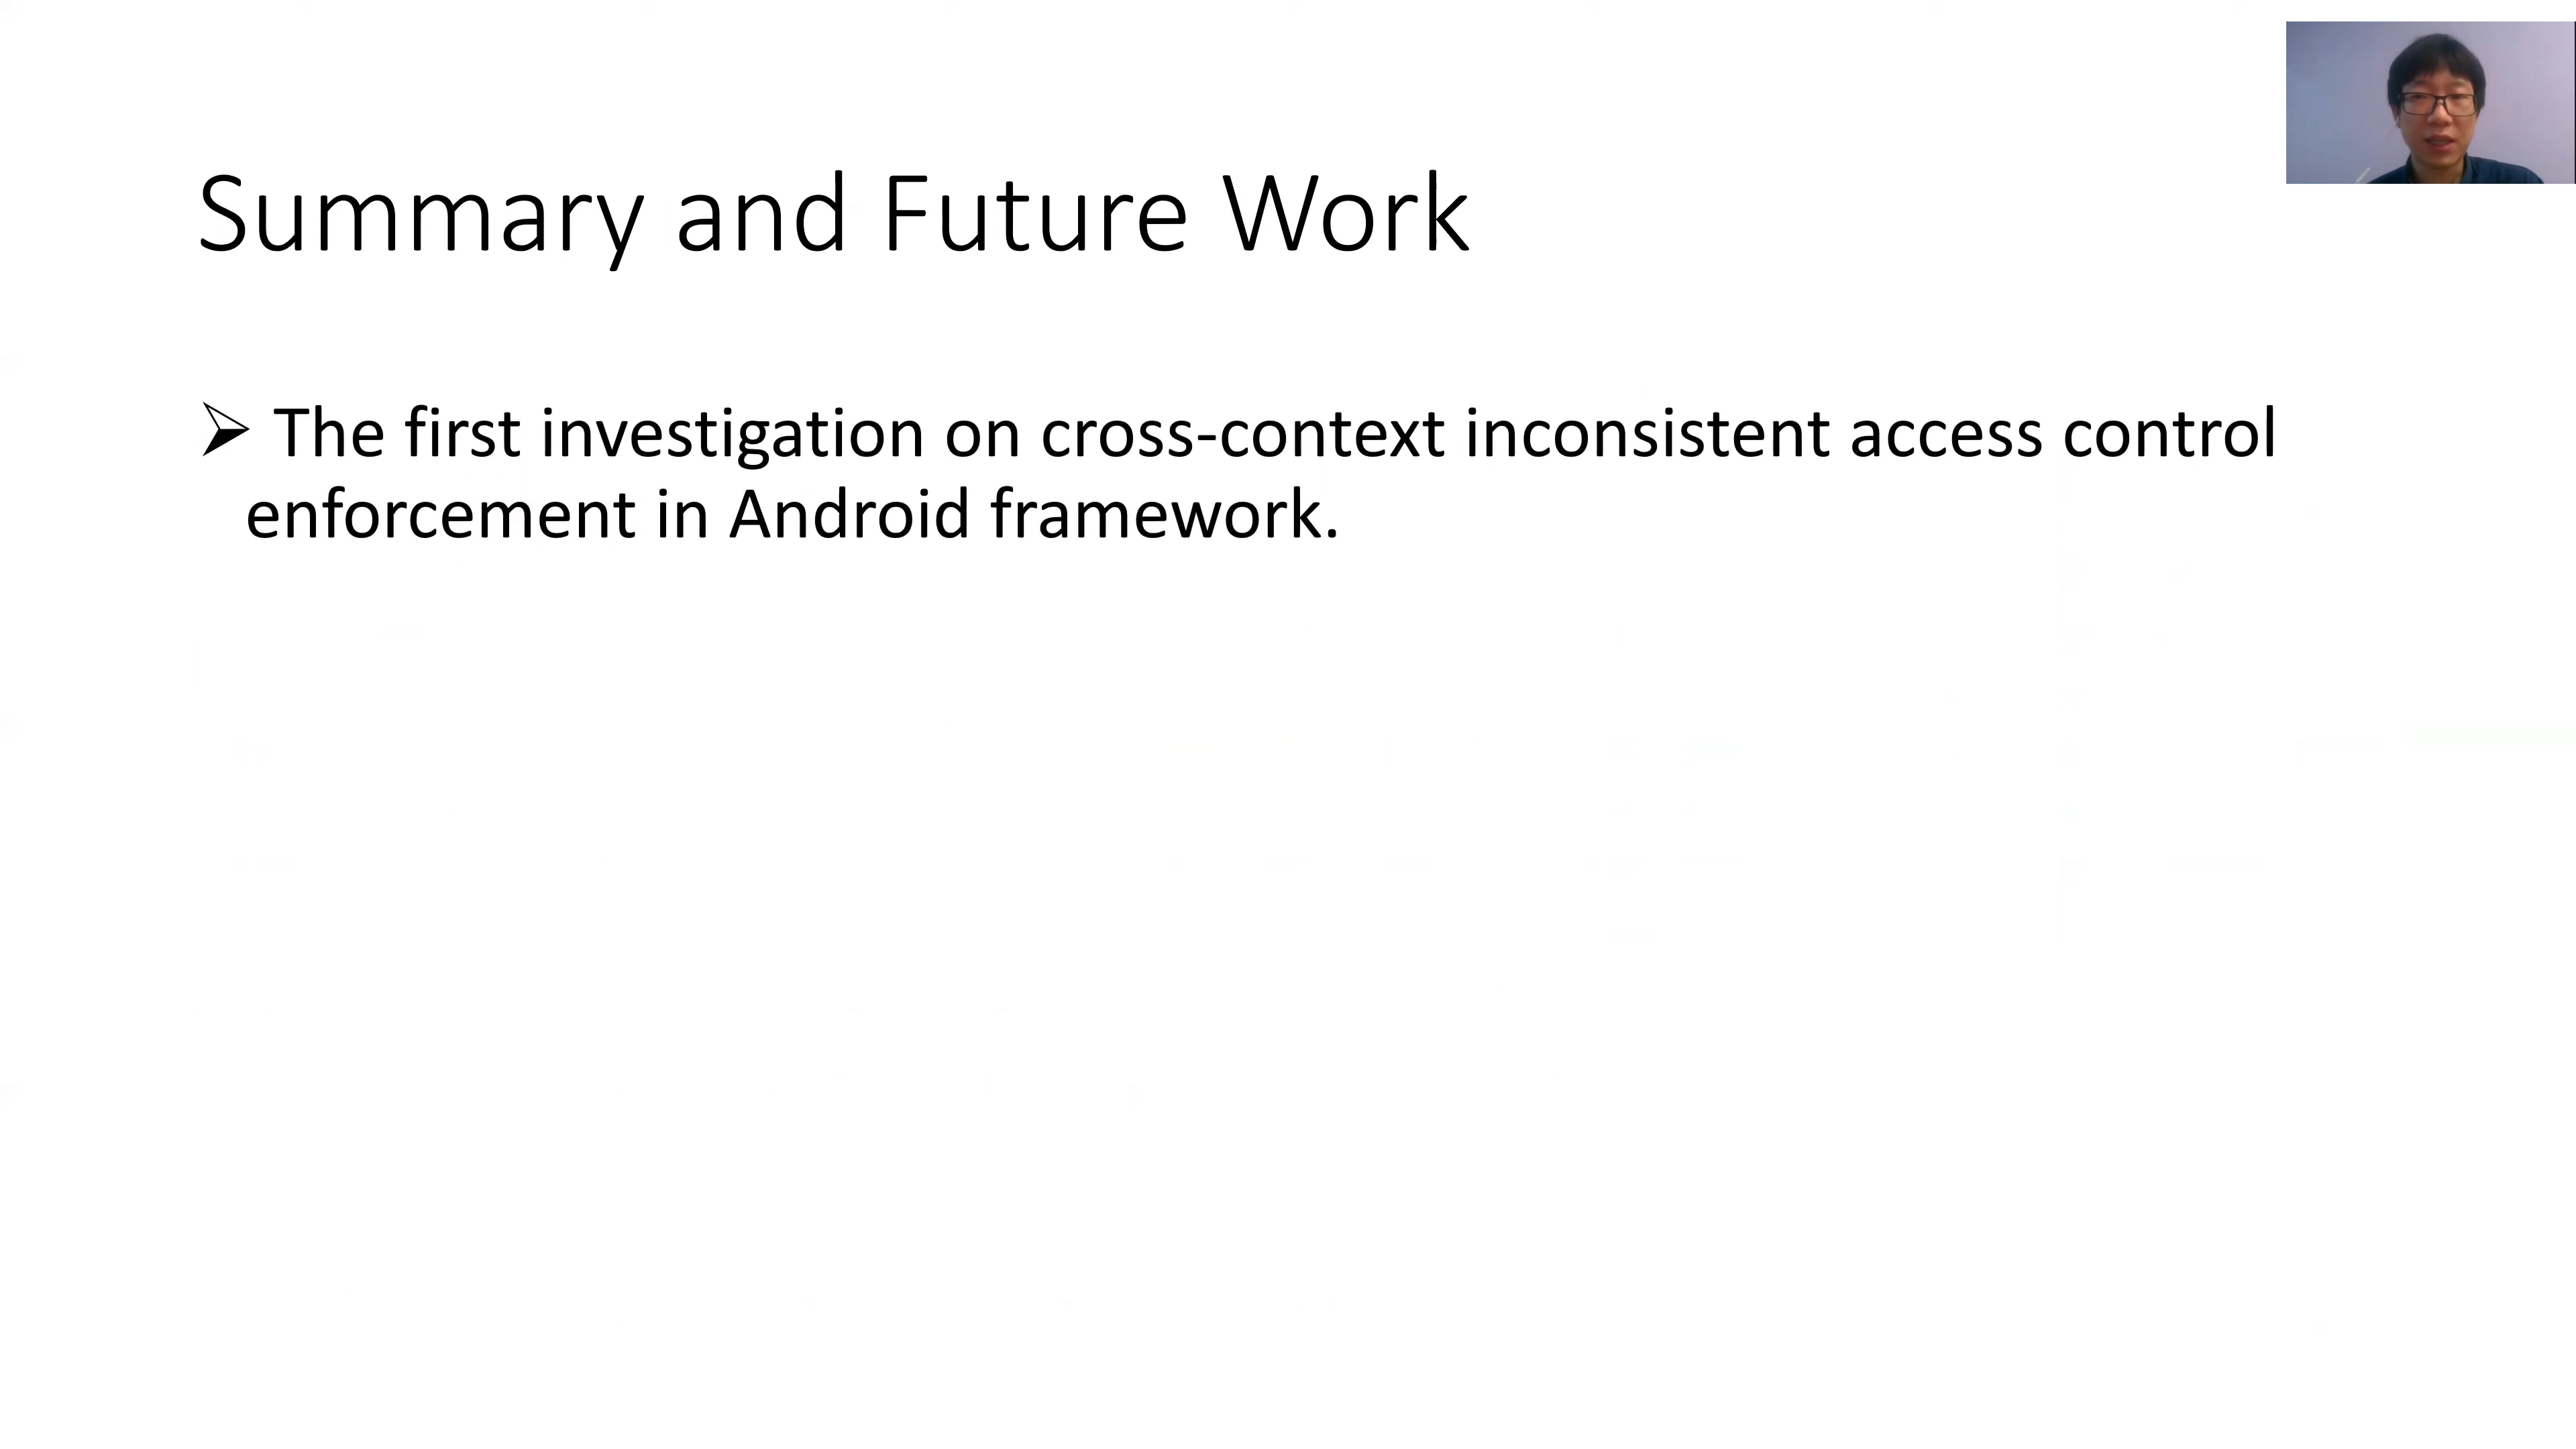 Summary and Future Work
➢ The first investigation on cross-context inconsistent access control
enforcement in Android framework.